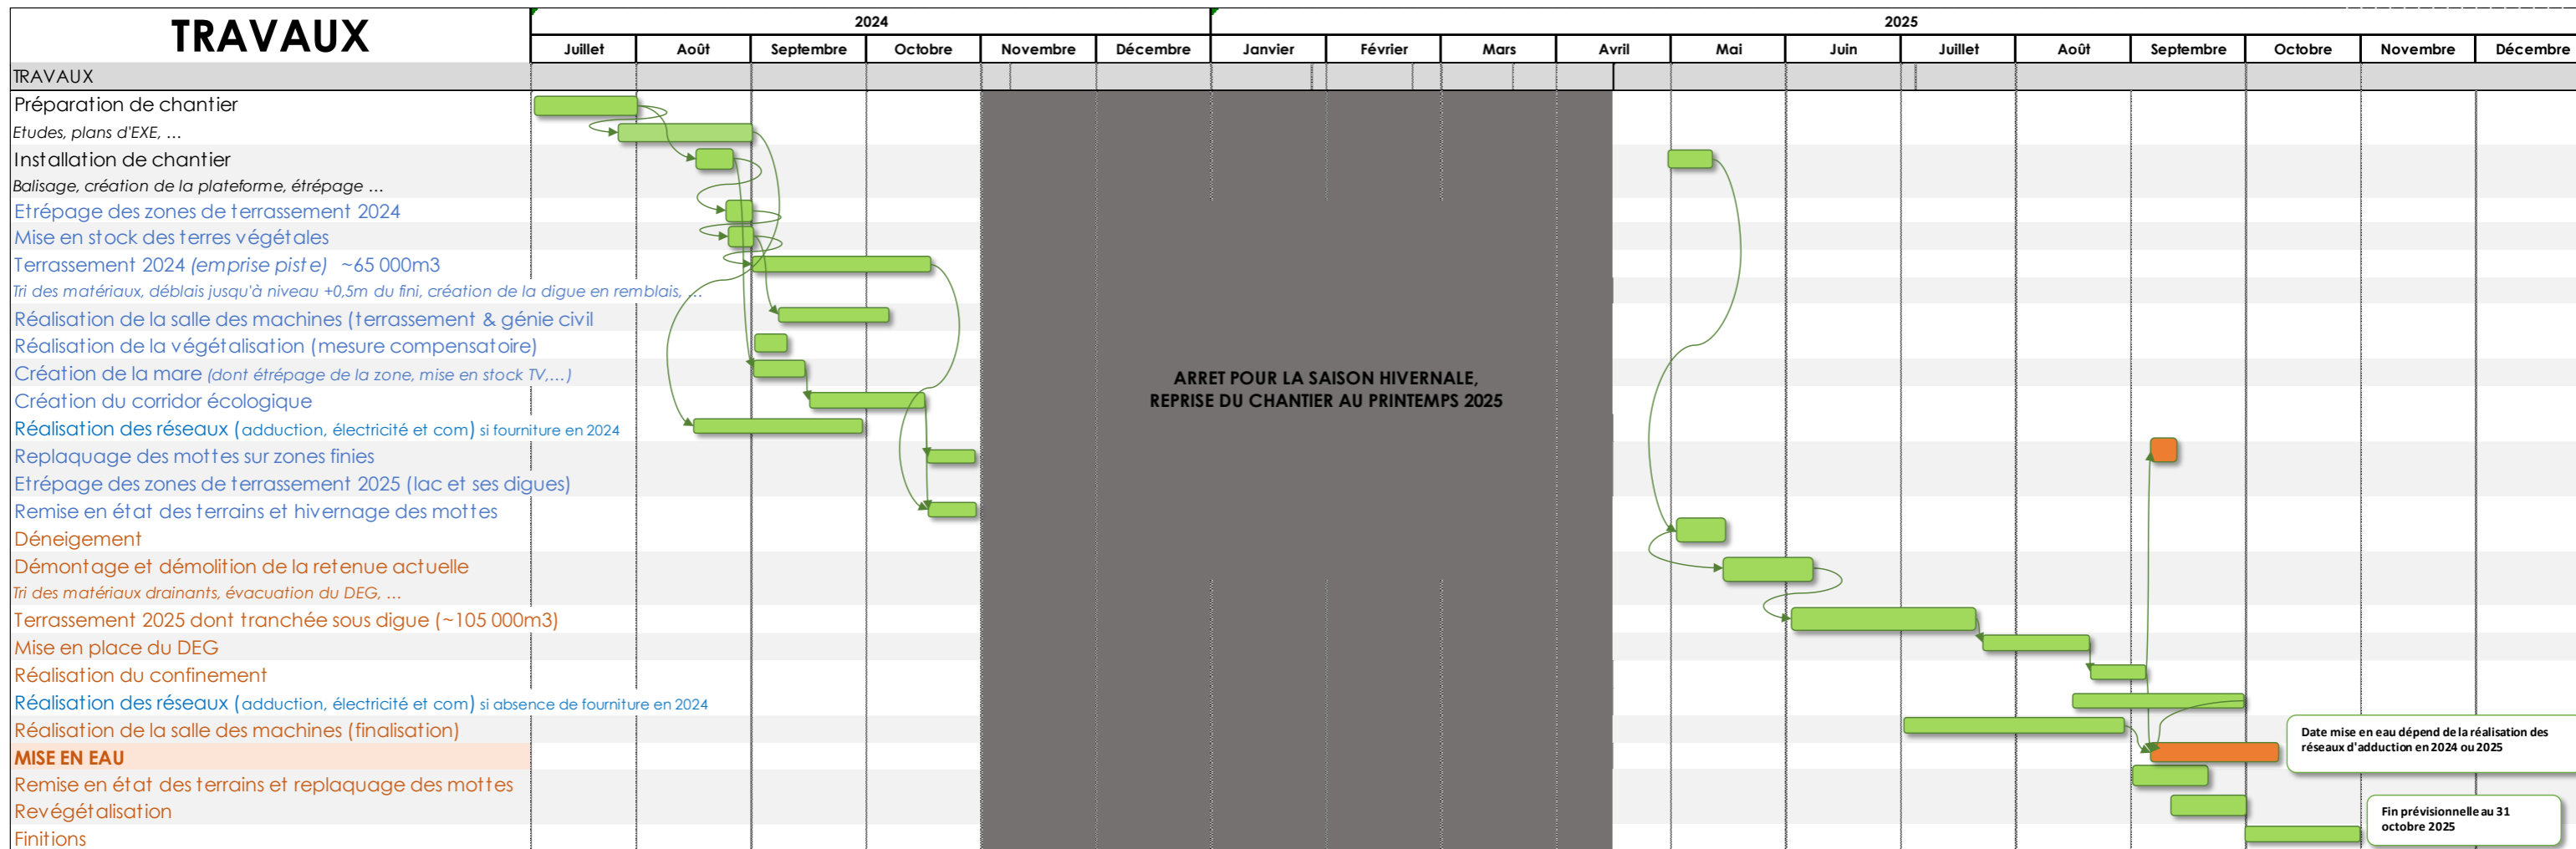 TRAVAUX
2024
2025
Juillet Août Septembre Octobre Novembre Décembre Janvier Février Mars Avril Mai Juin Juillet Août Septembre Octobre Novembre Décembre
TRAVAUX
Préparation de chantier
Etudes, plans d'EXE, ...
Installation de chantier
Balisage, création de la plateforme, étrépage ...
Etrépage des zones de terrassement 2024
Mise en stock des terres végétales
Terrassement 2024 (emprise piste) ~65 000m3
Tri des matériaux, déblais jusqu'à niveau +0,5m du fini, création de la digue en remblais, ...
Réalisation de la salle des machines (terrassement & génie civil
Réalisation de la végétalisation (mesure compensatoire)
Création de la mare (dont étrépage de la zone, mise en stock TV,...)
Création du corridor écologique
Réalisation des réseaux (adduction, électricité et com) si fourniture en 2024
Replaquage des mottes sur zones finies
Etrépage des zones de terrassement 2025 (lac et ses digues)
Remise en état des terrains et hivernage des mottes
Déneigement
Démontage et démolition de la retenue actuelle
Tri des matériaux drainants, évacuation du DEG, ...
Terrassement 2025 dont tranchée sous digue (~105 000m3)
Mise en place du DEG
Réalisation du confinement
Réalisation des réseaux (adduction, électricité et com) si absence de fourniture en 2024
Réalisation de la salle des machines (finalisation)
MISE EN EAU
Remise en état des terrains et replaquage des mottes
Revégétalisation
Finitions
ARRET POUR LA SAISON HIVERNALE,
REPRISE DU CHANTIER AU PRINTEMPS 2025
Date mise en eau dépend de la réalisation des
réseaux d'adduction en 2024 ou 2025
Fin prévisionnelle au 31
octobre 2025